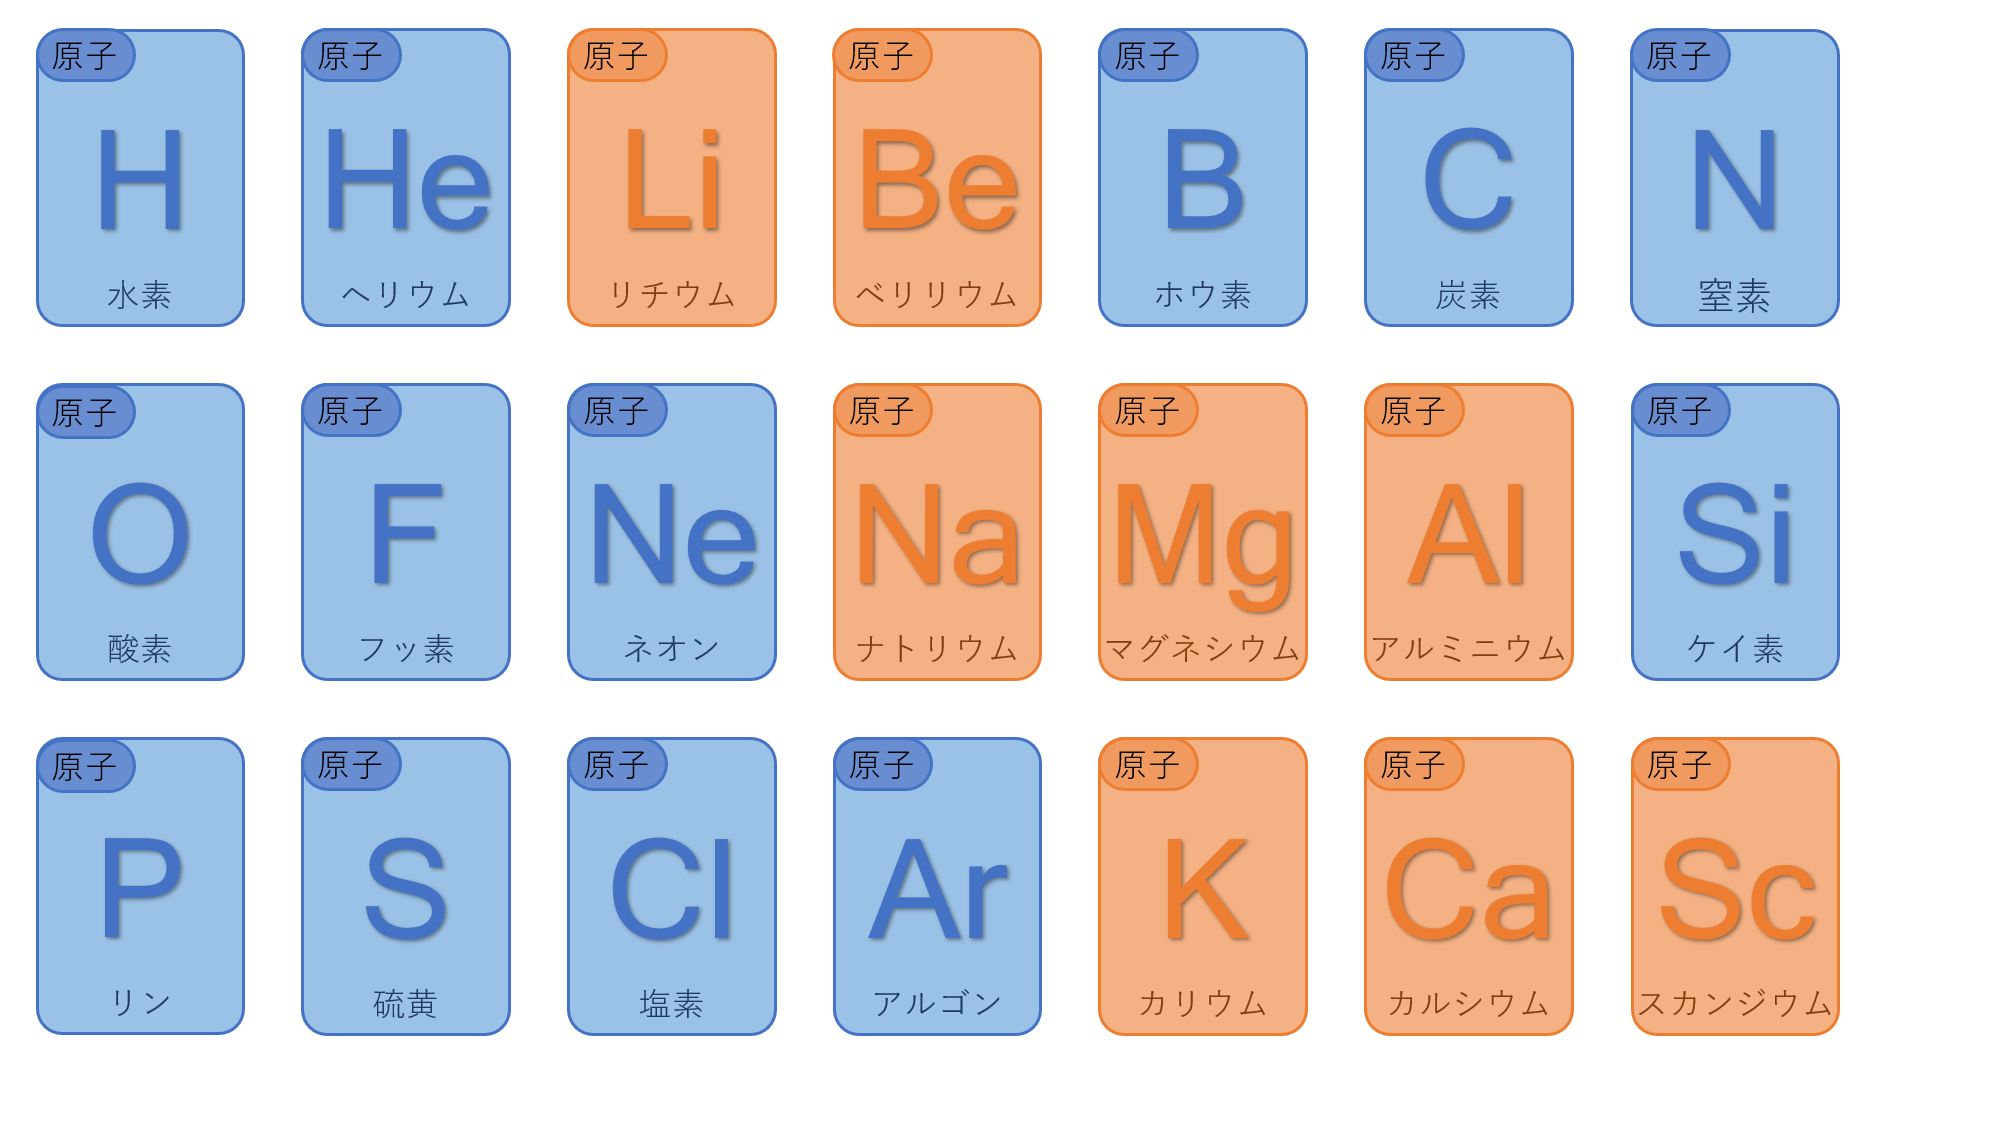 原子
H
水素
原子
He
ヘリウム
原子
Li
リチウム
原子
Be
ベリリウム
原子
B
ホウ素
原子
C
炭素
原子
N
窒素
原子
O
酸素
原子
F
フッ素
原子
Ne
ネオン
原子
Na
ナトリウム
原子
Mg
マグネシウム
原子
Al
アルミニウム
原子
Si
ケイ素
原子
P
リン
原子
S
硫黄
原子
Cl
塩素
原子
Ar
アルゴン
原子
K
カリウム
原子
Ca
カルシウム
原子
Sc
スカンジウム